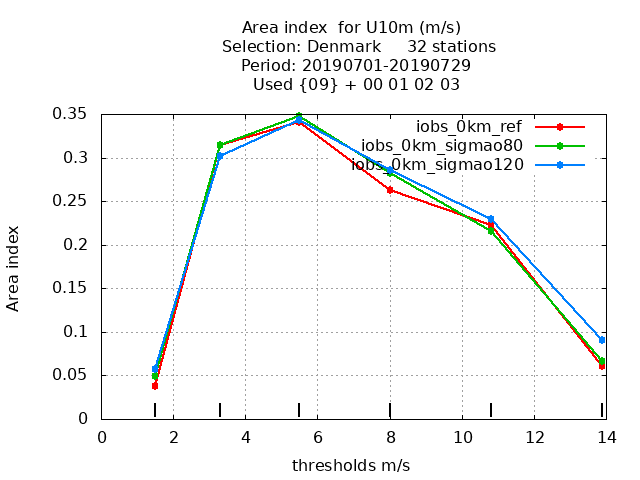 Area index  for U10m (m/s)
Selection: Denmark     32 stations
Period: 20190701-20190729
Used {09} + 00 01 02 03
iobs_0km_ref
iobs_0km_sigmao80
iobs_0km_sigmao120
Area index
0.35
0.3
0.25
0.2
0.15
0.1
0.05
0
0 2 4 6 8 10 12 14
thresholds m/s